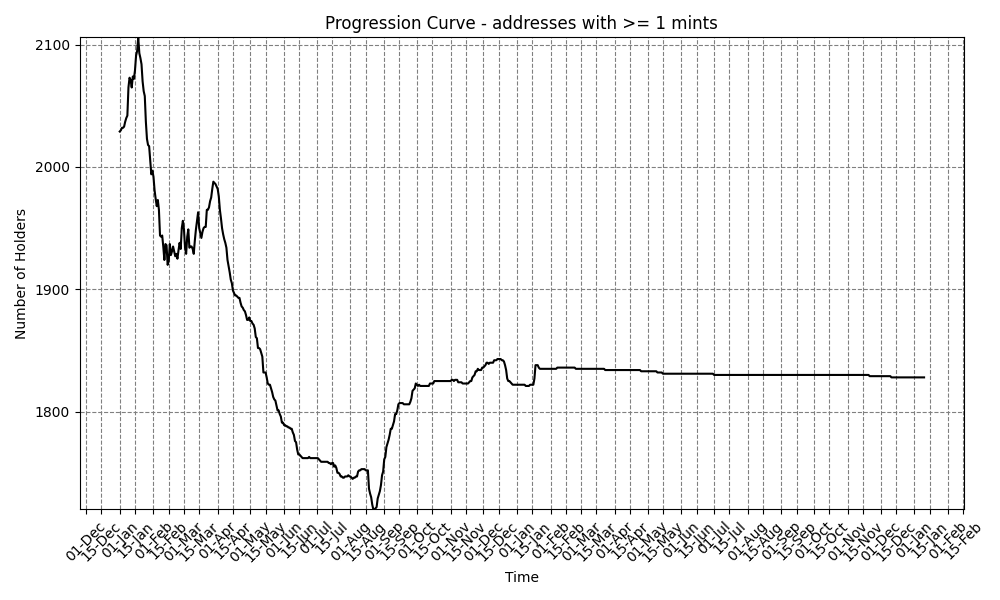 Progression Curve - addresses with >= 1 mints
Number of Holders
2100
2000
1900
1800
01-Dec
15-Dec
01-Jan
15-Jan
01-Feb
15-Feb
01-Mar
15-Mar
01-Apr
15-Apr
01-May
15-May
01-Jun
15-Jun
01-Jul
15-Jul
01-Aug
15-Aug
01-Sep
15-Sep
01-Oct
15-Oct
01-Nov
15-Nov
01-Dec
15-Dec
01-Jan
15-Jan
01-Feb
15-Feb
01-Mar
15-Mar
01-Apr
15-Apr
01-May
15-May
01-Jun
15-Jun
01-Jul
15-Jul
01-Aug
15-Aug
01-Sep
15-Sep
01-Oct
15-Oct
01-Nov
15-Nov
01-Dec
15-Dec
01-Jan
15-Jan
01-Feb
15-Feb
Time